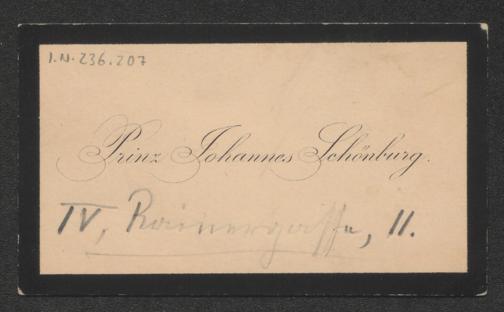 I.N. 236.207
Prinz Johannes Schönburg.
IV, Rainergasse, 11.